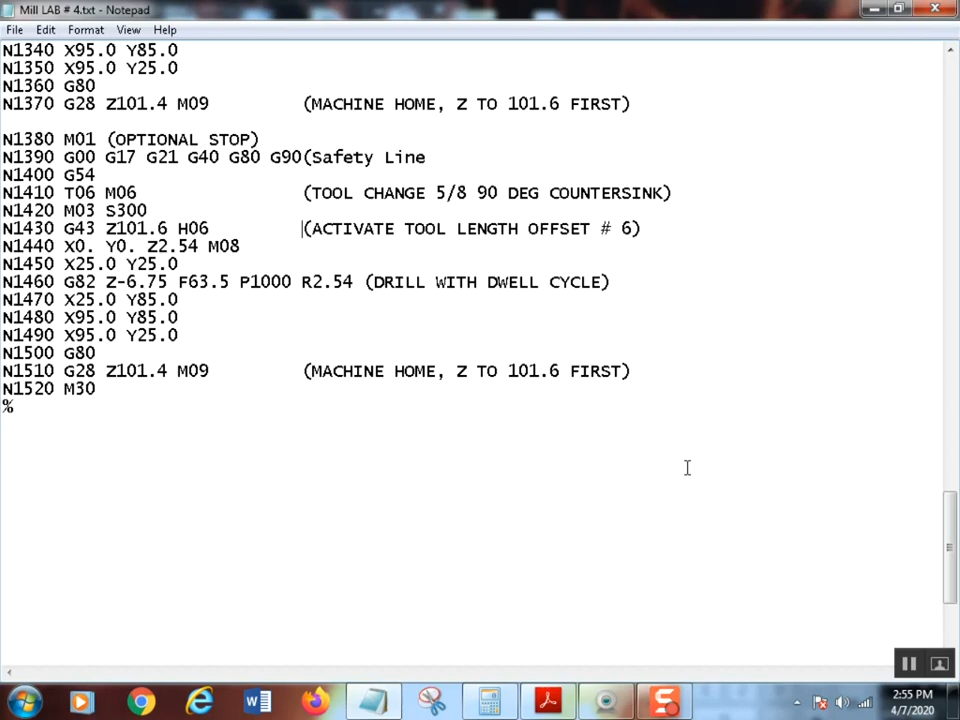 Mill LAB # 4.txt - Notepad
File Edit Format View Help
N1340 X95.0 Y85.0
N1350 X95.0 Y25.0
N1360 G80
N1370 G28 Z101.4 M09 (MACHINE HOME, Z TO 101.6 FIRST)
N1380 M01 (OPTIONAL STOP)
N1390 G00 G17 G21 G40 G80 G90(Safety Line
N1400 G54
N1410 T06 M06 (TOOL CHANGE 5/8 90 DEG COUNTERSINK)
N1420 M03 S300
N1430 G43 Z101.6 H06 (ACTIVATE TOOL LENGTH OFFSET # 6)
N1440 X0. Y0. Z2.54 M08
N1450 X25.0 Y25.0
N1460 G82 Z-6.75 F63.5 P1000 R2.54 (DRILL WITH DWELL CYCLE)
N1470 X25.0 Y85.0
N1480 X95.0 Y85.0
N1490 X95.0 Y25.0
N1500 G80
N1510 G28 Z101.4 M09 (MACHINE HOME, Z TO 101.6 FIRST)
N1520 M30
%
2:55 PM
4/7/2020